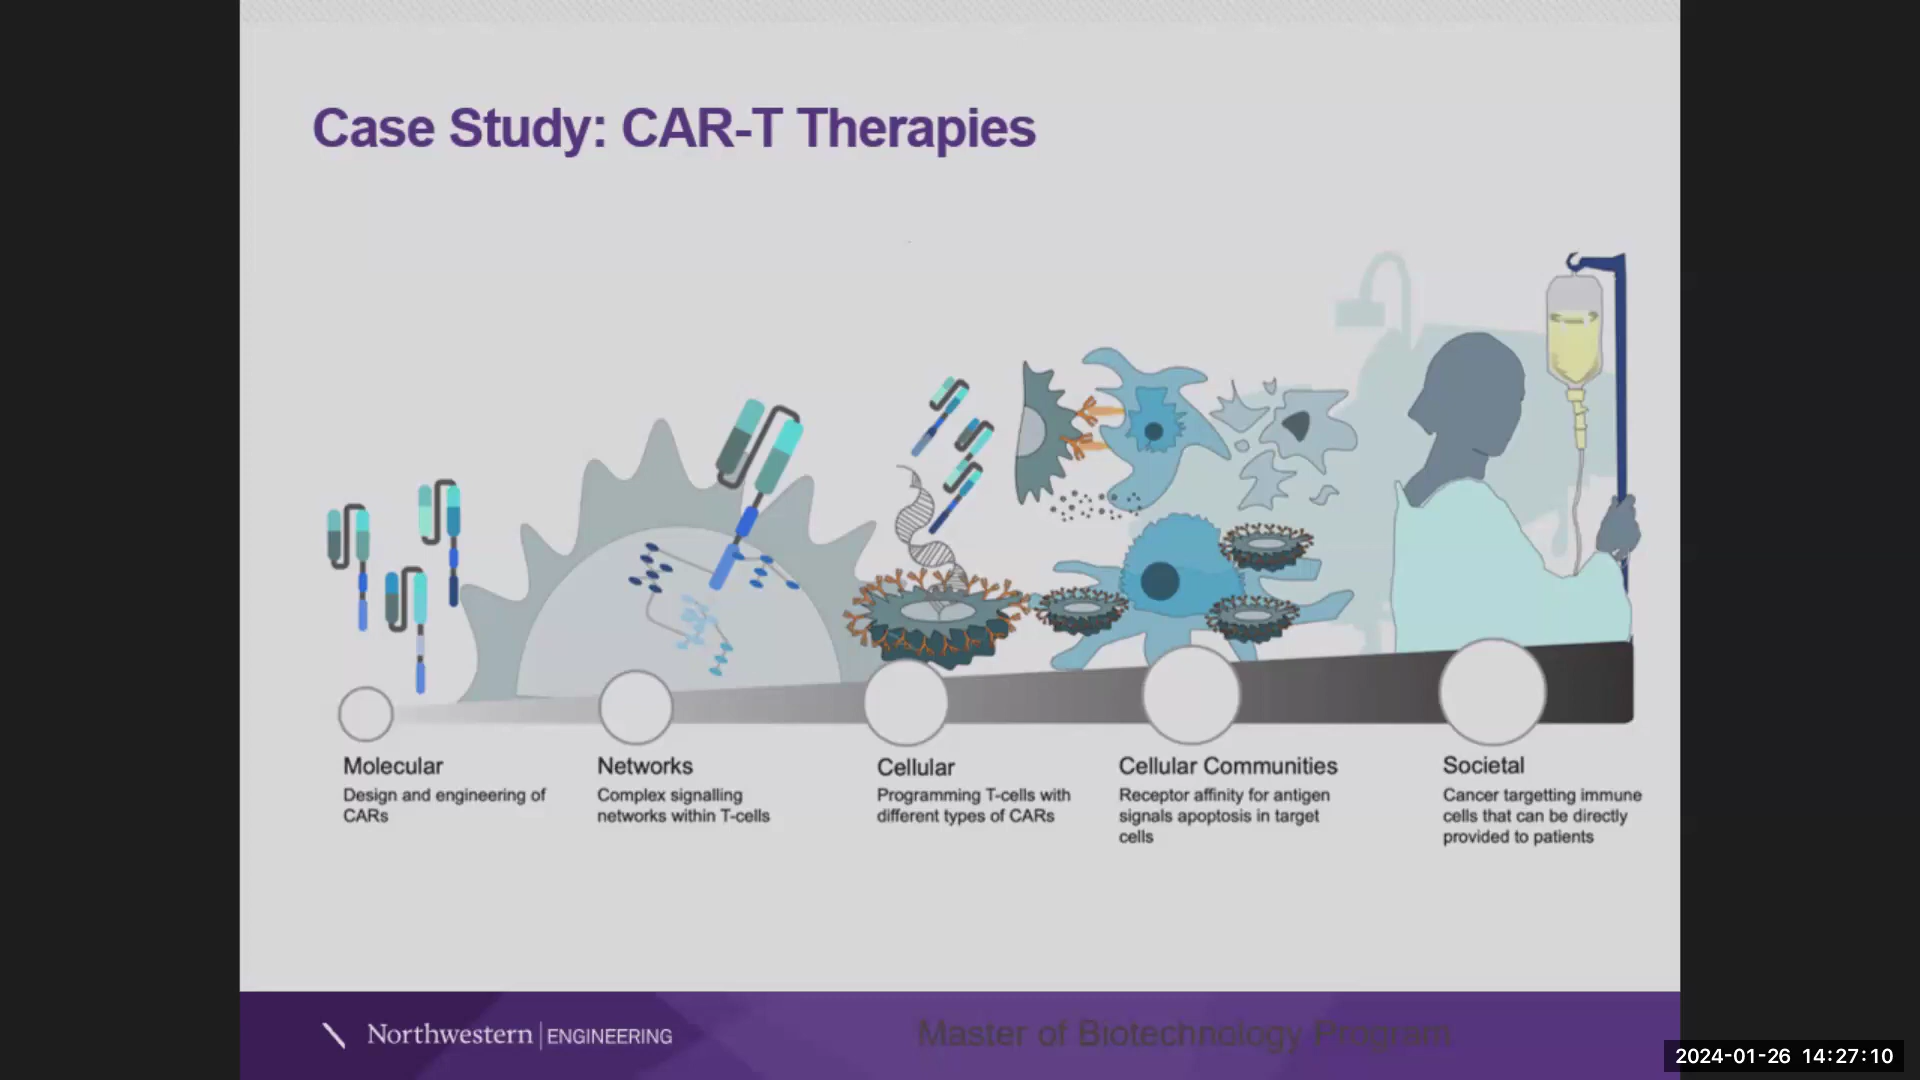 Case Study: CAR-T Therapies
Molecular
Design and engineering of
CARs
Networks
Complex signalling
networks within T-cells
Cellular
Programming T-cells with
different types of CARs
Cellular Communities
Receptor affinity for antigen
signals apoptosis in target
cells
Societal
Cancer targetting immune
cells that can be directly
provided to patients
Northwestern | ENGINEERING
Master of Biotechnology Program
2024-01-26 14:27:10